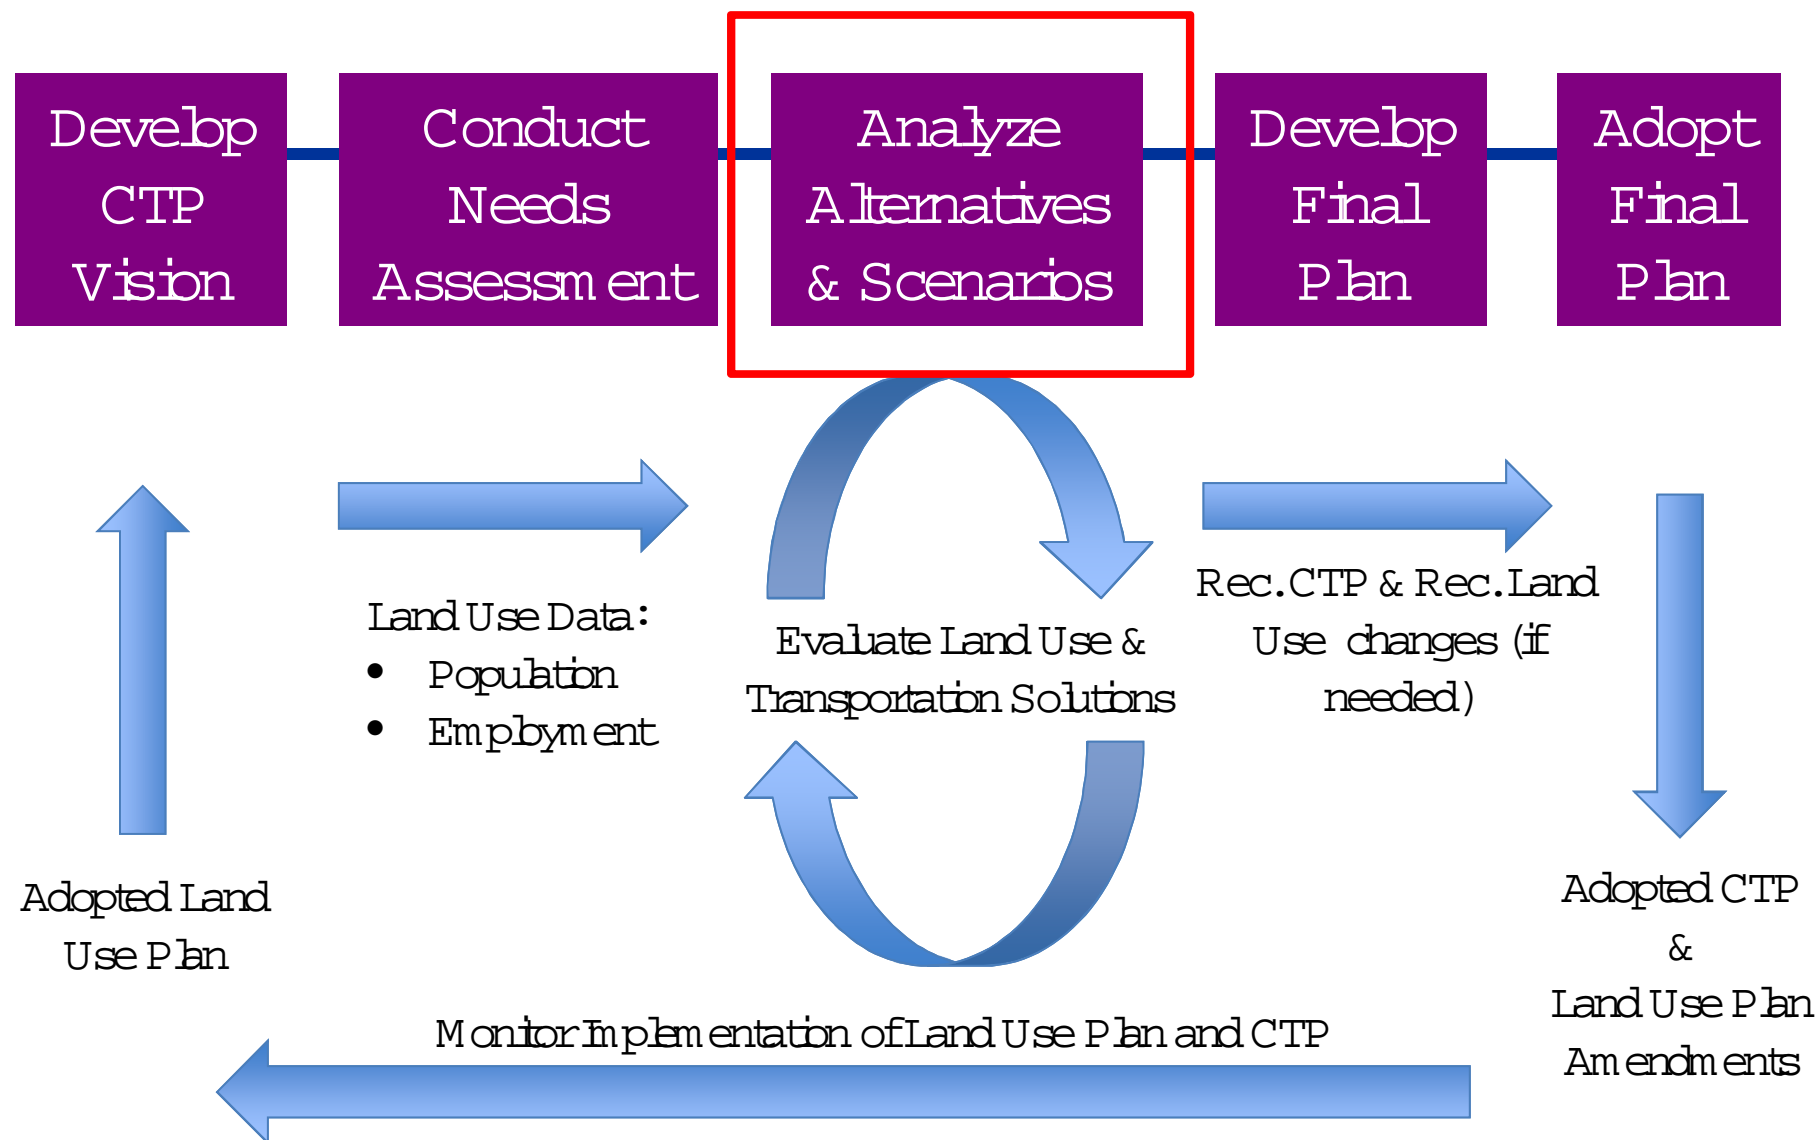 Develop
CTP
Vision
Conduct
Needs
Assessment
Analyze
Alternatives
& Scenarios
Develop
Final
Plan
Adopt
Final
Plan
Land Use Data:
• Population
• Employment
Evaluate Land Use &
Transportation Solutions
Rec. CTP & Rec. Land
Use changes (if
needed)
Adopted Land
Use Plan
Adopted CTP
&
Land Use Plan
Amendments
Monitor Implementation of Land Use Plan and CTP